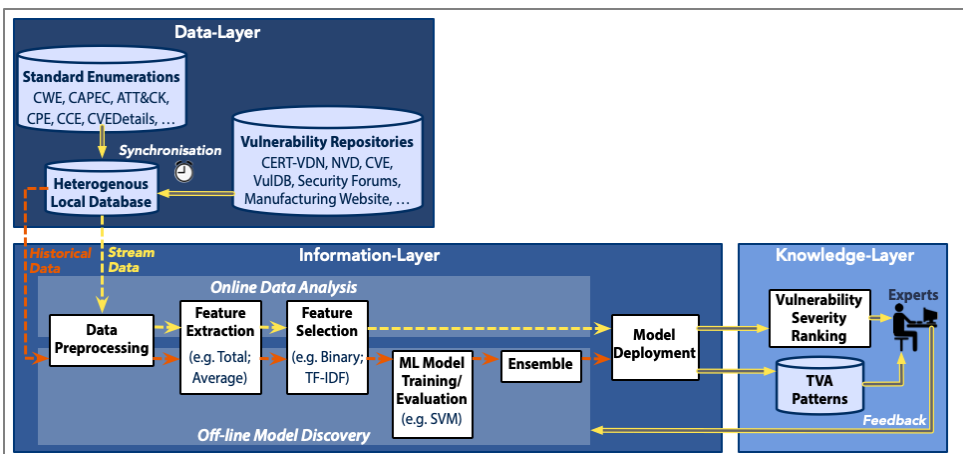 Data-Layer
Standard Enumerations
CWE, CAPEC, ATT&CK,
CPE, CCE, CVEDetails, ...
Synchronisation
Vulnerability Repositories
CERT-VDN, NVD, CVE,
VulDB, Security Forums,
Manufacturing Website, ...
Heterogenous
Local Database
Historical
Data
Stream
Data
Information-Layer
Online Data Analysis
Data
Preprocessing
Feature
Extraction
(e.g. Total;
Average)
Feature
Selection
(e.g. Binary;
TF-IDF)
ML Model
Training/
Evaluation
(e.g. SVM)
Ensemble
Model
Deployment
Off-line Model Discovery
Knowledge-Layer
Vulnerability
Severity
Ranking
Experts
TVA
Patterns
Feedback